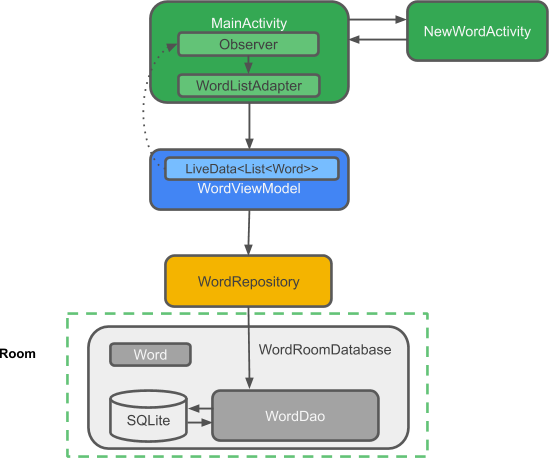 MainActivity
NewWordActivity
Observer
WordListAdapter
LiveData<List<Word>>
WordViewModel
WordRepository
Room
Word
WordRoomDatabase
SQLite
WordDao